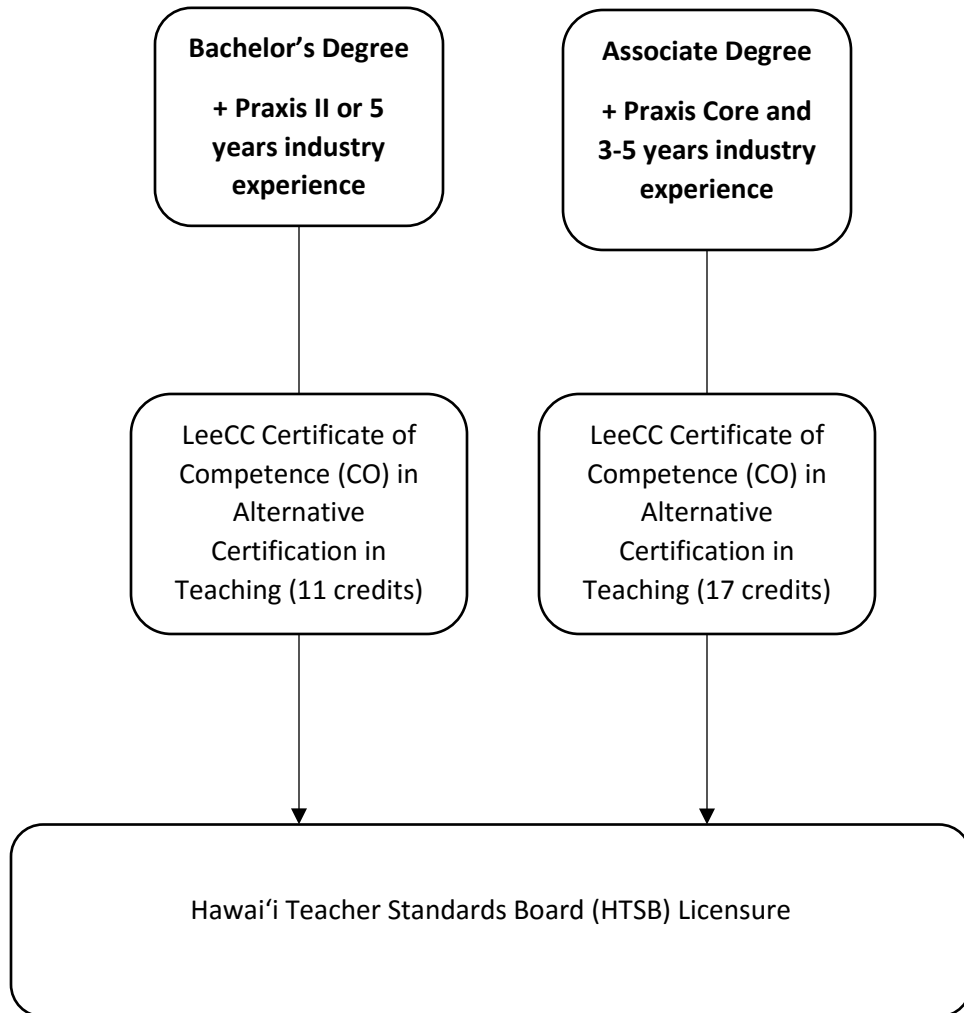 Bachelor’s Degree
+ Praxis II or 5
years industry
experience
Associate Degree
+ Praxis Core and
3-5 years industry
experience
LeeCC Certificate of
Competence (CO) in
Alternative
Certification in
Teaching (11 credits)
LeeCC Certificate of
Competence (CO) in
Alternative
Certification in
Teaching (17 credits)
Hawaiʻi Teacher Standards Board (HTSB) Licensure